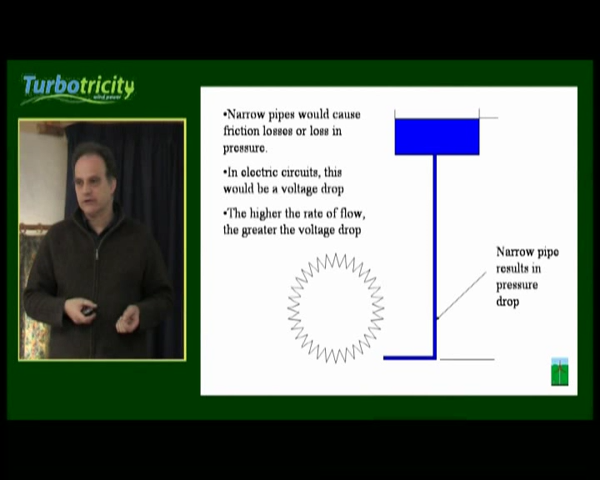 Turbotricity
wind power
•Narrow pipes would cause
friction losses or loss in
pressure.
•In electric circuits, this
would be a voltage drop
•The higher the rate of flow,
the greater the voltage drop
Narrow pipe
results in
pressure
drop